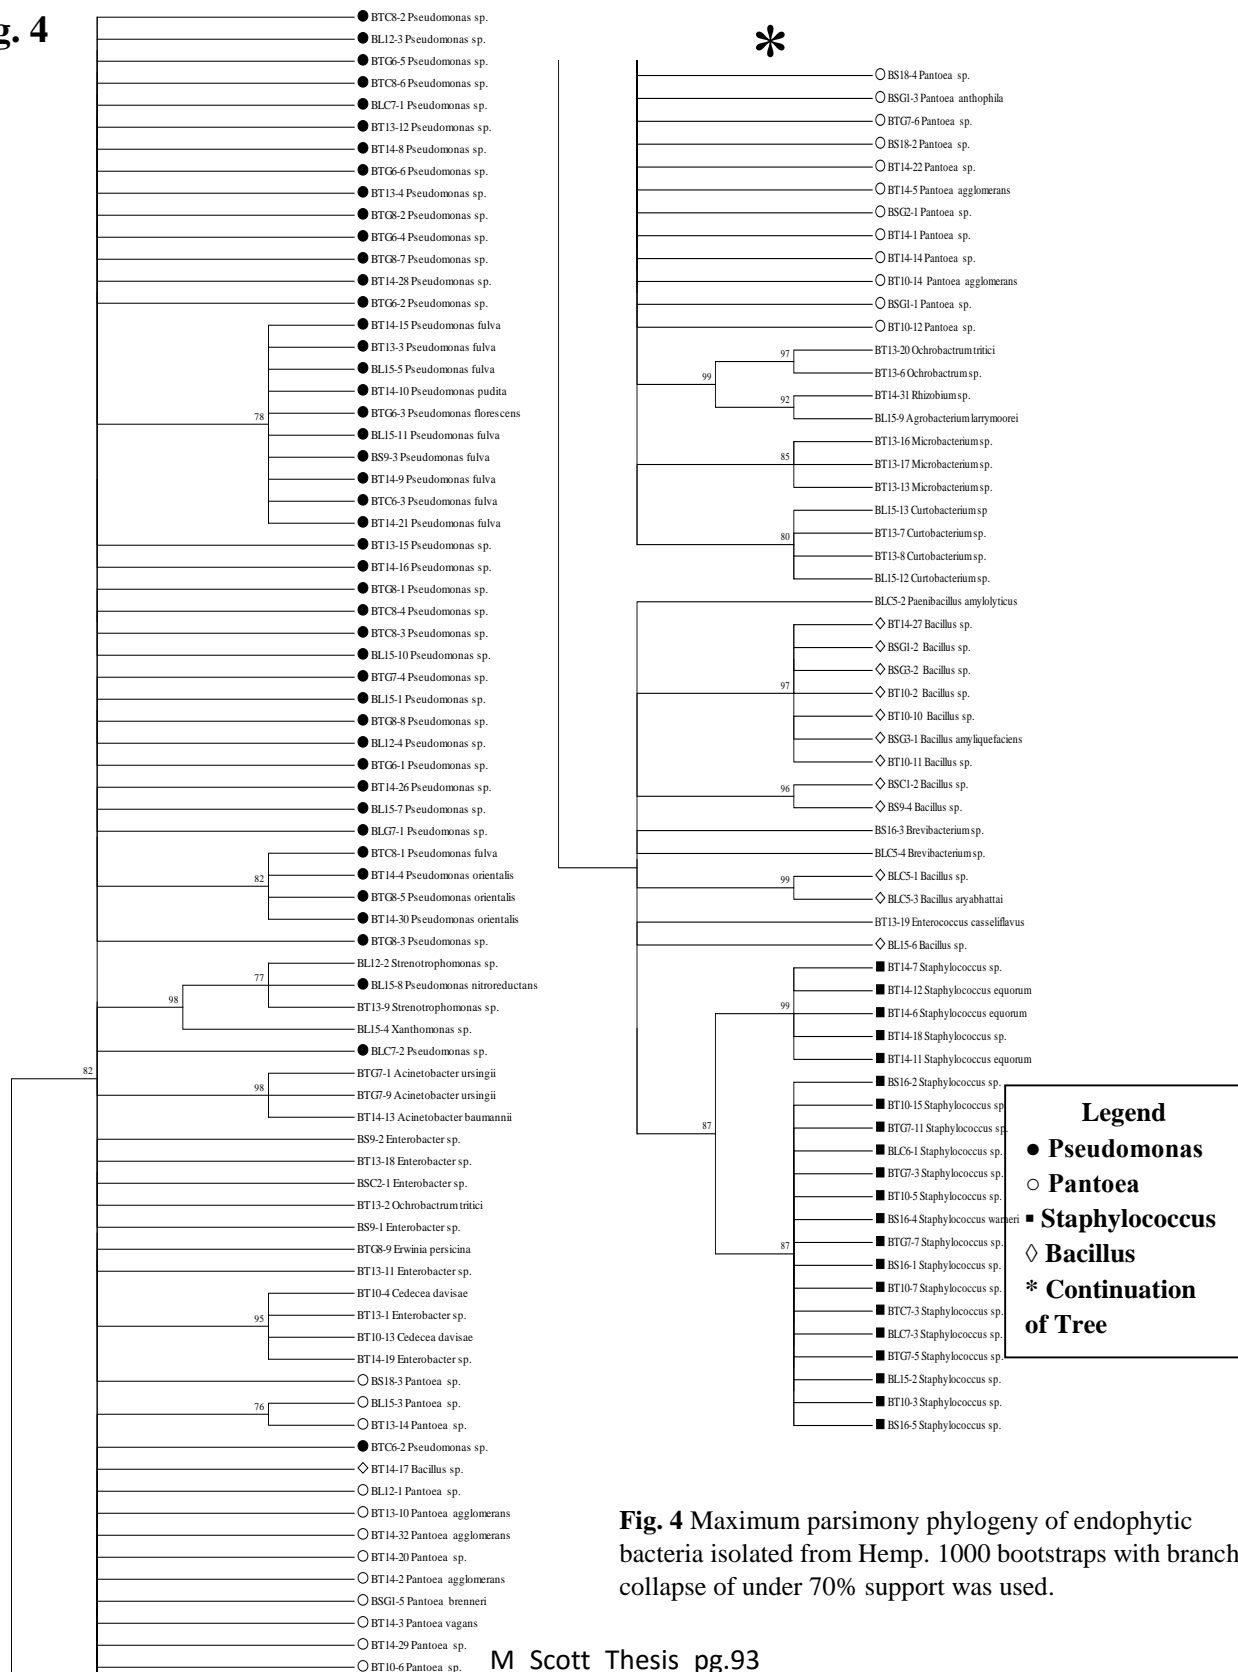 g. 4
BTC8-2 Pseudomonas sp.
BL12-3 Pseudomonas sp.
BTG6-5 Pseudomonas sp.
BTC8-6 Pseudomonas sp.
BLC7-1 Pseudomonas sp.
BT13-12 Pseudomonas sp.
BT14-8 Pseudomonas sp.
BTG6-6 Pseudomonas sp.
BT13-4 Pseudomonas sp.
BTG8-2 Pseudomonas sp.
BTG6-4 Pseudomonas sp.
BTG8-7 Pseudomonas sp.
BT14-28 Pseudomonas sp.
BTG6-2 Pseudomonas sp.
BT14-15 Pseudomonas fulva
BT13-3 Pseudomonas fulva
BL15-5 Pseudomonas fulva
BT14-10 Pseudomonas pudita
BTG6-3 Pseudomonas florescens
78
BL15-11 Pseudomonas fulva
BS9-3 Pseudomonas fulva
BT14-9 Pseudomonas fulva
BTC6-3 Pseudomonas fulva
BT14-21 Pseudomonas fulva
BT13-15 Pseudomonas sp.
BT14-16 Pseudomonas sp.
BTG8-1 Pseudomonas sp.
BTC8-4 Pseudomonas sp.
BTC8-3 Pseudomonas sp.
BL15-10 Pseudomonas sp.
BTG7-4 Pseudomonas sp.
BL15-1 Pseudomonas sp.
BTG8-8 Pseudomonas sp.
BL12-4 Pseudomonas sp.
BTG6-1 Pseudomonas sp.
BT14-26 Pseudomonas sp.
BL15-7 Pseudomonas sp.
BLG7-1 Pseudomonas sp.
BTC8-1 Pseudomonas fulva
BT14-4 Pseudomonas orientalis
82
BTG8-5 Pseudomonas orientalis
BT14-30 Pseudomonas orientalis
BTG8-3 Pseudomonas sp.
BL12-2 Strenotrophomonas sp.
77
BL15-8 Pseudomonas nitroreductans
98
BT13-9 Strenotrophomonas sp.
BL15-4 Xanthomonas sp.
BLC7-2 Pseudomonas sp.
82
BTG7-1 Acinetobacter ursingii
98
BTG7-9 Acinetobacter ursingii
BT14-13 Acinetobacter baumannii
BS9-2 Enterobacter sp.
BT13-18 Enterobacter sp.
BSC2-1 Enterobacter sp.
BT13-2 Ochrobactrum tritici
BS9-1 Enterobacter sp.
BTG8-9 Erwinia persicina
BT13-11 Enterobacter sp.
BT10-4 Cedecea davisae
95
BT13-1 Enterobacter sp.
BT10-13 Cedecea davisae
BT14-19 Enterobacter sp.
BS18-3 Pantoea sp.
76
BL15-3 Pantoea sp.
BT13-14 Pantoea sp.
BTC6-2 Pseudomonas sp.
BT14-17 Bacillus sp.
BL12-1 Pantoea sp.
BT13-10 Pantoea agglomerans
BT14-32 Pantoea agglomerans
BT14-20 Pantoea sp.
BT14-2 Pantoea agglomerans
BSG1-5 Pantoea brenneri
BT14-3 Pantoea vagans
BT14-29 Pantoea sp.
BT10-6 Pantoea sp.
*
BS18-4 Pantoea sp.
BSG1-3 Pantoea anthophila
BTG7-6 Pantoea sp.
BS18-2 Pantoea sp.
BT14-22 Pantoea sp.
BT14-5 Pantoea agglomerans
BSG2-1 Pantoea sp.
BT14-1 Pantoea sp.
BT14-14 Pantoea sp.
BT10-14 Pantoea agglomerans
BSG1-1 Pantoea sp.
BT10-12 Pantoea sp.
BT13-20 Ochrobactrum tritici
97
BT13-6 Ochrobactrum sp.
99
BT14-31 Rhizobium sp.
92
BL15-9 Agrobacterium larrymoorei
BT13-16 Microbacterium sp.
85
BT13-17 Microbacterium sp.
BT13-13 Microbacterium sp.
BL15-13 Curtobacterium sp
BT13-7 Curtobacterium sp.
80
BT13-8 Curtobacterium sp.
BL15-12 Curtobacterium sp.
BLC5-2 Paenibacillus amylolyticus
BT14-27 Bacillus sp.
BSG1-2 Bacillus sp.
BSG3-2 Bacillus sp.
97
BT10-2 Bacillus sp.
BT10-10 Bacillus sp.
BSG3-1 Bacillus amyliquefaciens
BT10-11 Bacillus sp.
BSC1-2 Bacillus sp.
96
BS9-4 Bacillus sp.
BS16-3 Brevibacterium sp.
BLC5-4 Brevibacterium sp.
99
BLC5-1 Bacillus sp.
BLC5-3 Bacillus aryabhattai
BT13-19 Enterococcus casseliflavus
BL15-6 Bacillus sp.
BT14-7 Staphylococcus sp.
BT14-12 Staphylococcus equorum
99
BT14-6 Staphylococcus equorum
BT14-18 Staphylococcus sp.
BT14-11 Staphylococcus equorum
BS16-2 Staphylococcus sp.
BT10-15 Staphylococcus sp
87
BTG7-11 Staphylococcus sp.
BLC6-1 Staphylococcus sp.
BTG7-3 Staphylococcus sp.
BT10-5 Staphylococcus sp.
BS16-4 Staphylococcus warneri
BTG7-7 Staphylococcus sp.
87
BS16-1 Staphylococcus sp.
BT10-7 Staphylococcus sp.
BTC7-3 Staphylococcus sp.
BLC7-3 Staphylococcus sp.
BTG7-5 Staphylococcus sp.
BL15-2 Staphylococcus sp.
BT10-3 Staphylococcus sp.
BS16-5 Staphylococcus sp.
Legend
● Pseudomonas
○ Pantoea
■ Staphylococcus
◊ Bacillus
* Continuation
of Tree
Fig. 4 Maximum parsimony phylogeny of endophytic
bacteria isolated from Hemp. 1000 bootstraps with branch
collapse of under 70% support was used.
M Scott Thesis pg.93